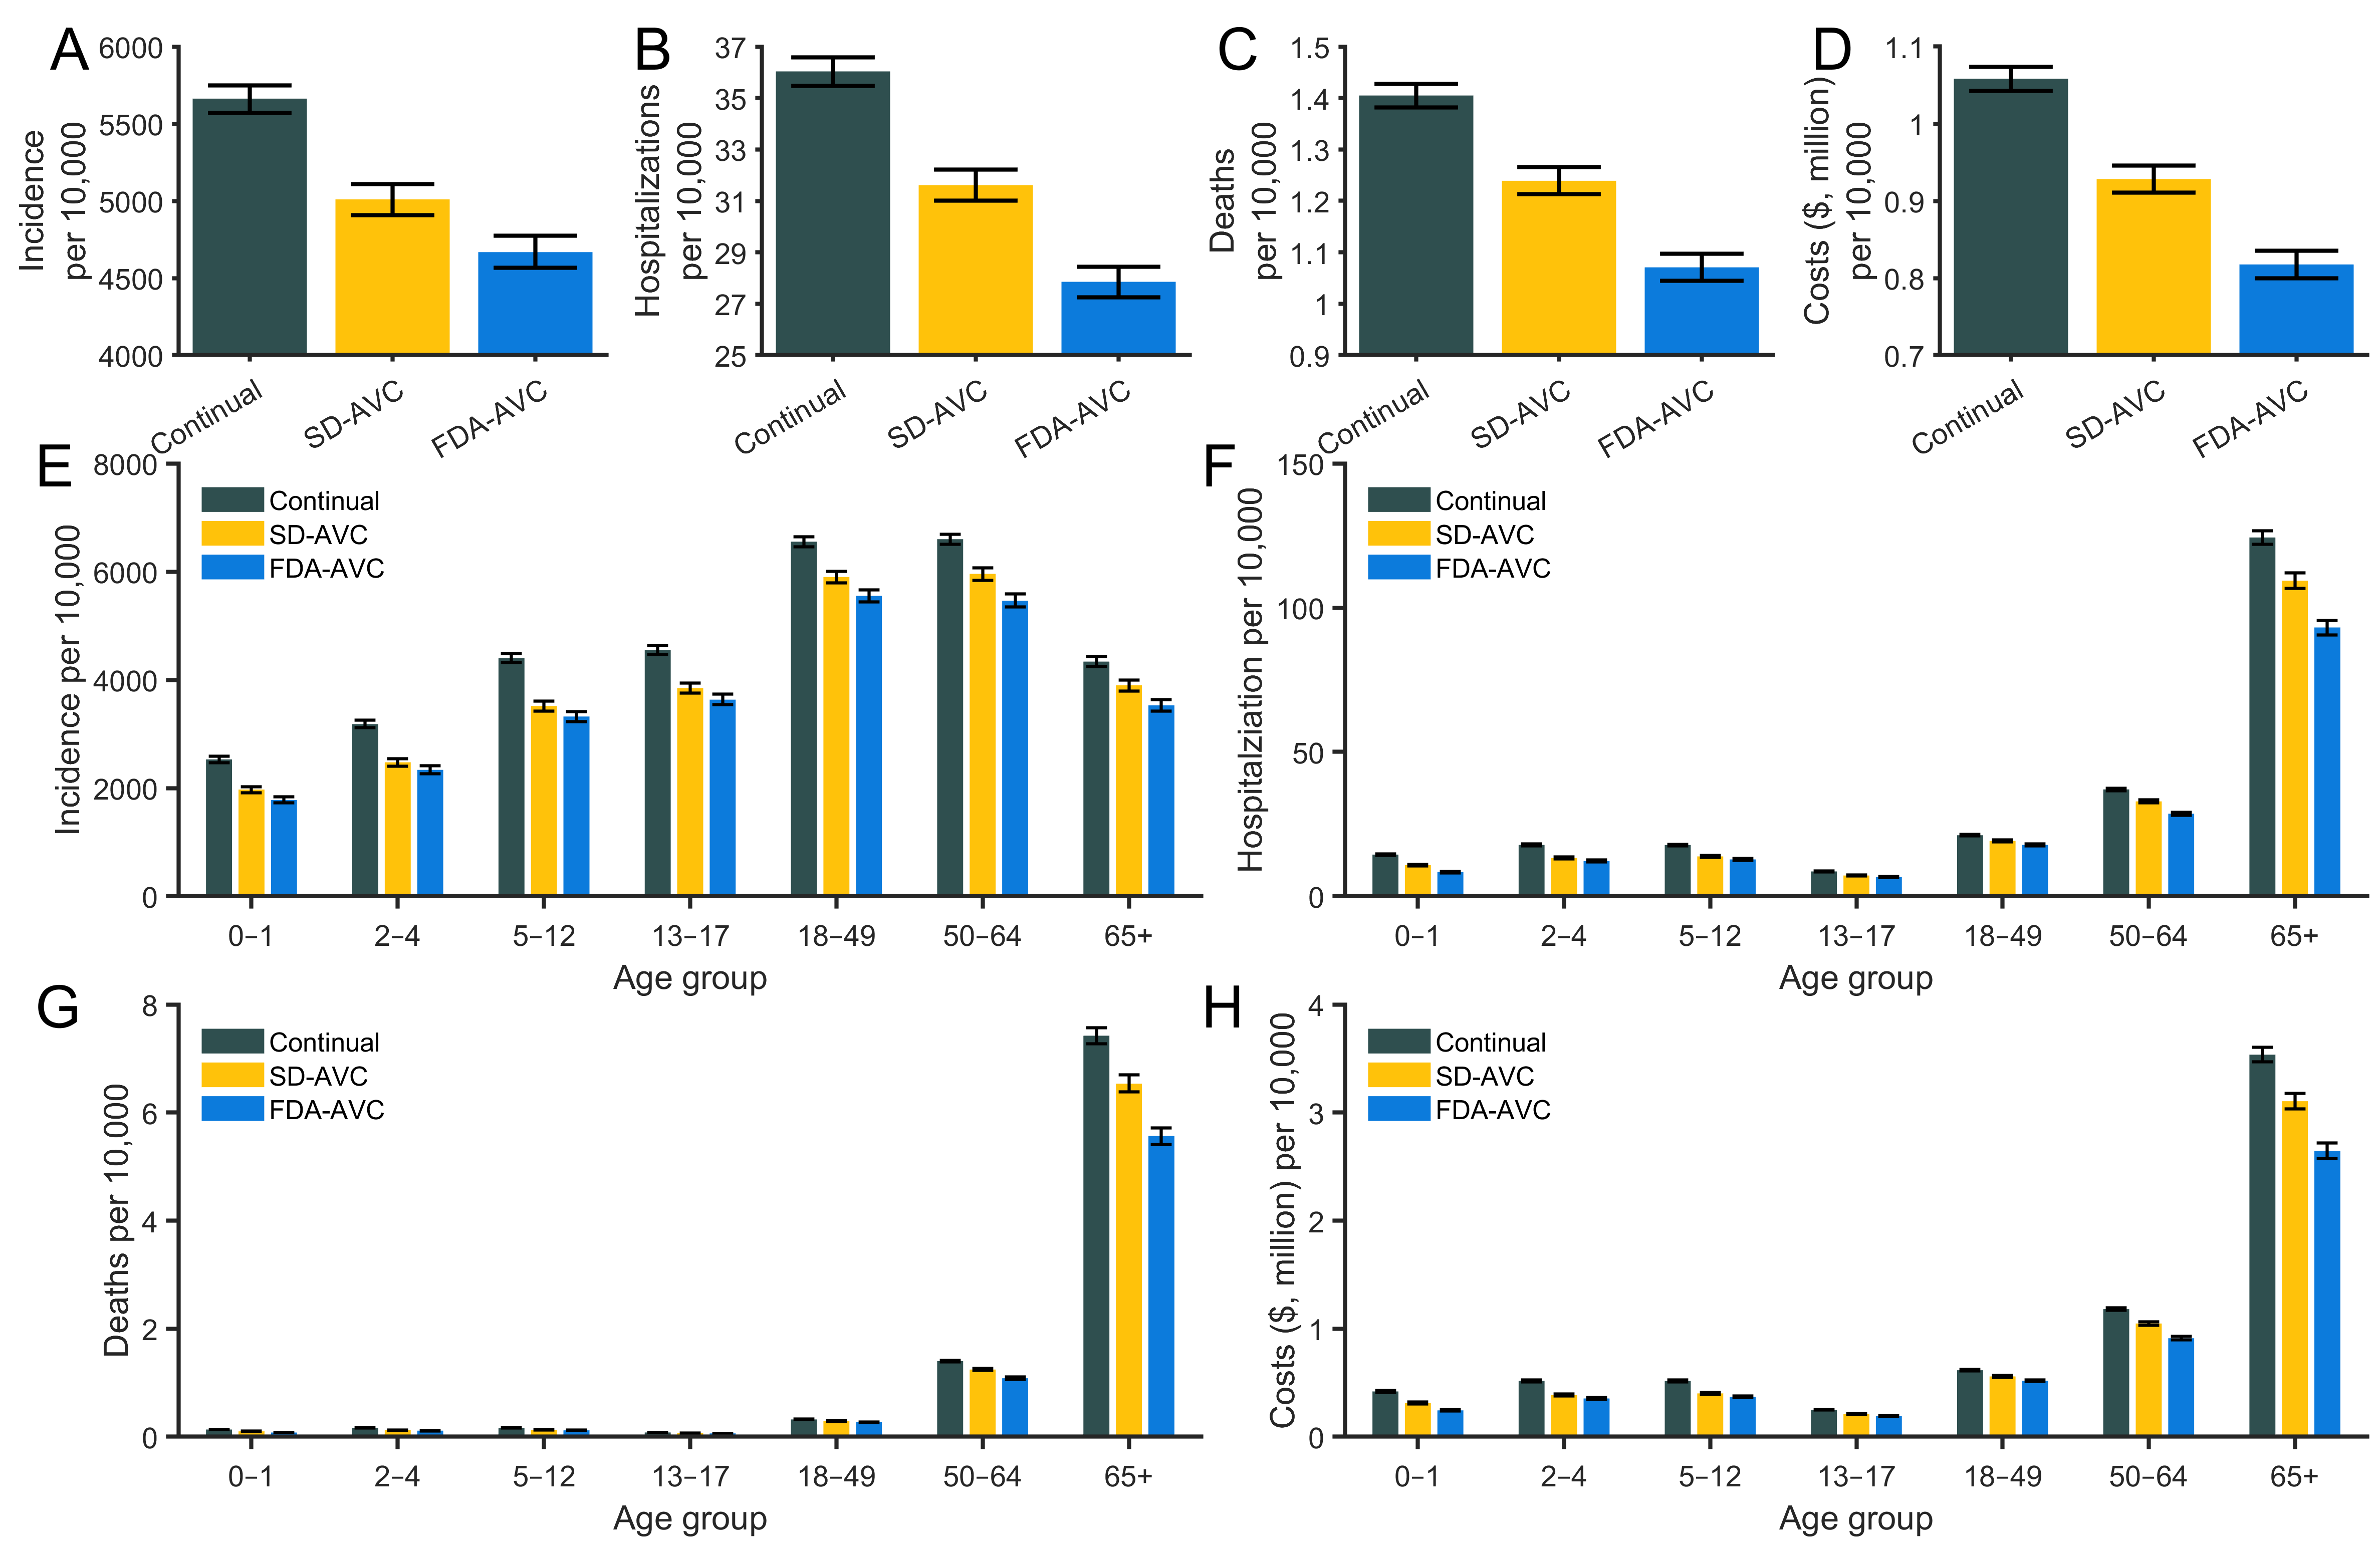 A
Incidence
per 10,000
6000
5500
5000
4500
4000
Continual
SD-AVC
FDA-AVC
B
Hospitalizations
per 10,000
37
35
33
31
29
27
25
Continual
SD-AVC
FDA-AVC
C
Deaths
per 10,000
1.5
1.4
1.3
1.2
1.1
1
0.9
Continual
SD-AVC
FDA-AVC
D
Costs ($, million)
per 10,000
1.1
1
0.9
0.8
0.7
Continual
SD-AVC
FDA-AVC
E
Incidence per 10,000
8000
6000
4000
2000
0
Continual
SD-AVC
FDA-AVC
0–1 2–4 5–12 13–17 18–49 50–64 65+
Age group
F
Hospitalziation per 10,000
150
100
50
0
Continual
SD-AVC
FDA-AVC
0–1 2–4 5–12 13–17 18–49 50–64 65+
Age group
G
Deaths per 10,000
8
6
4
2
0
Continual
SD-AVC
FDA-AVC
0–1 2–4 5–12 13–17 18–49 50–64 65+
Age group
H
Costs ($, million) per 10,000
4
3
2
1
0
Continual
SD-AVC
FDA-AVC
0–1 2–4 5–12 13–17 18–49 50–64 65+
Age group